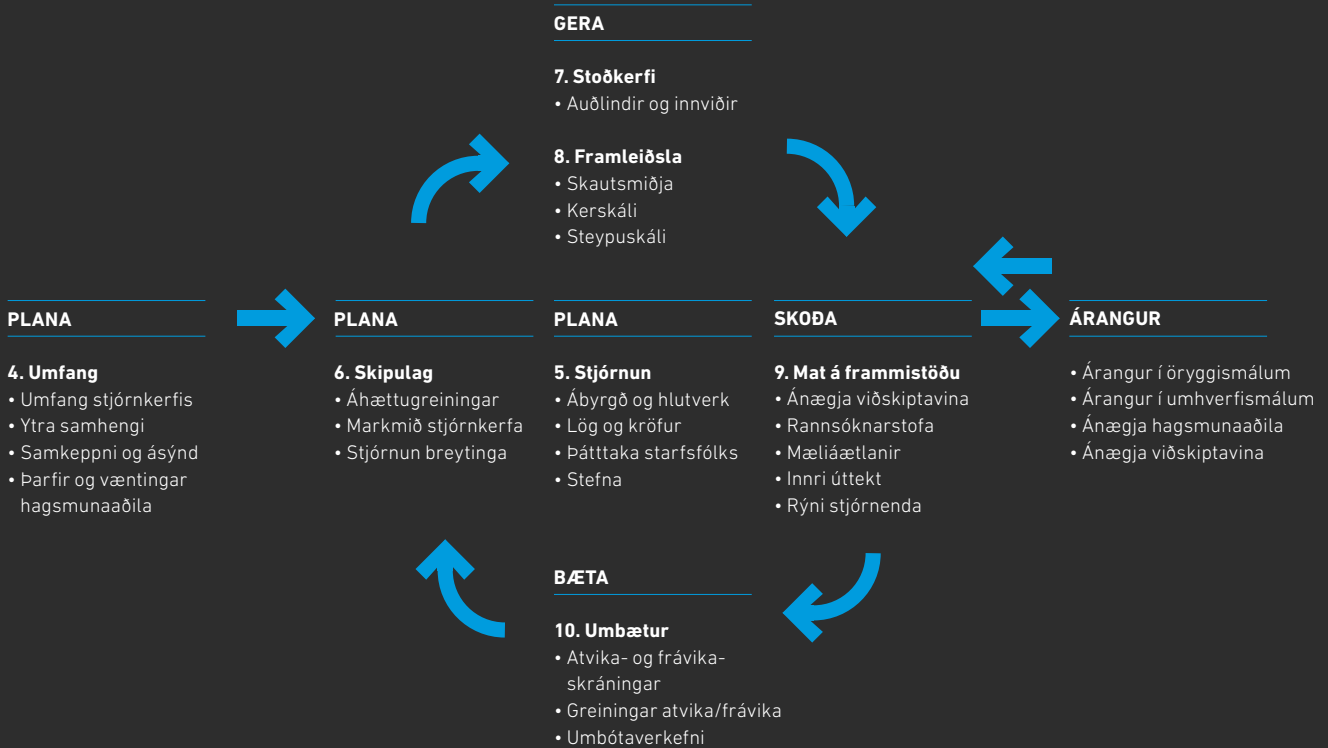 GERA
7. Stoðkerfi
• Auðlindir og innviðir
8. Framleiðsla
• Skautsmiðja
• Kerskáli
• Steypuskáli
PLANA
4. Umfang
• Umfang stjórnkerfis
• Ytra samhengi
• Samkeppni og ásýnd
• Þarfir og væntingar
hagsmunaaðila
PLANA
6. Skipulag
• Áhættugreiningar
• Markmið stjórnkerfa
• Stjórnun breytinga
PLANA
5. Stjórnun
• Ábyrgð og hlutverk
• Lög og kröfur
• Þátttaka starfsfólks
• Stefna
SKOÐA
9. Mat á frammistöðu
• Ánægja viðskiptavina
• Rannsóknarstofa
• Mæliáætlanir
• Innri úttekt
• Rýni stjórnenda
ÁRANGUR
• Árangur í öryggismálum
• Árangur í umhverfismálum
• Ánægja hagsmunaaðila
• Ánægja viðskiptavina
BÆTA
10. Umbætur
• Atvika- og frávika-
skráningar
• Greiningar atvika/frávika
• Umbótaverkefni